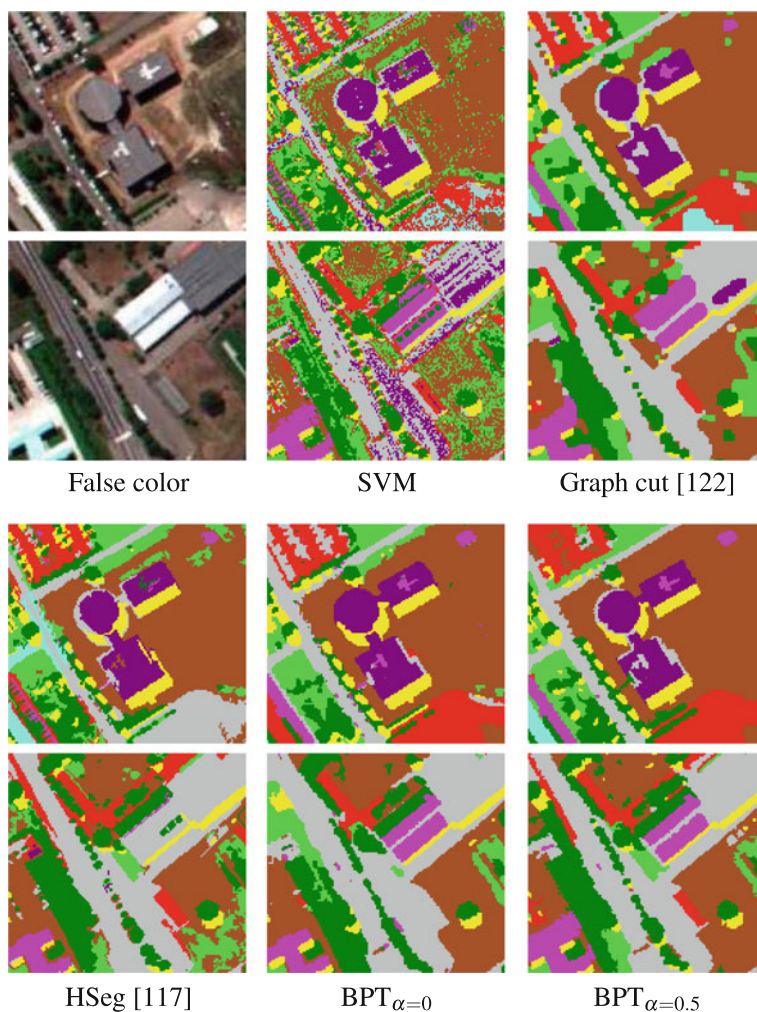 False color SVM Graph cut [122]
HSeg [117] BPTα=0 BPTα=0.5